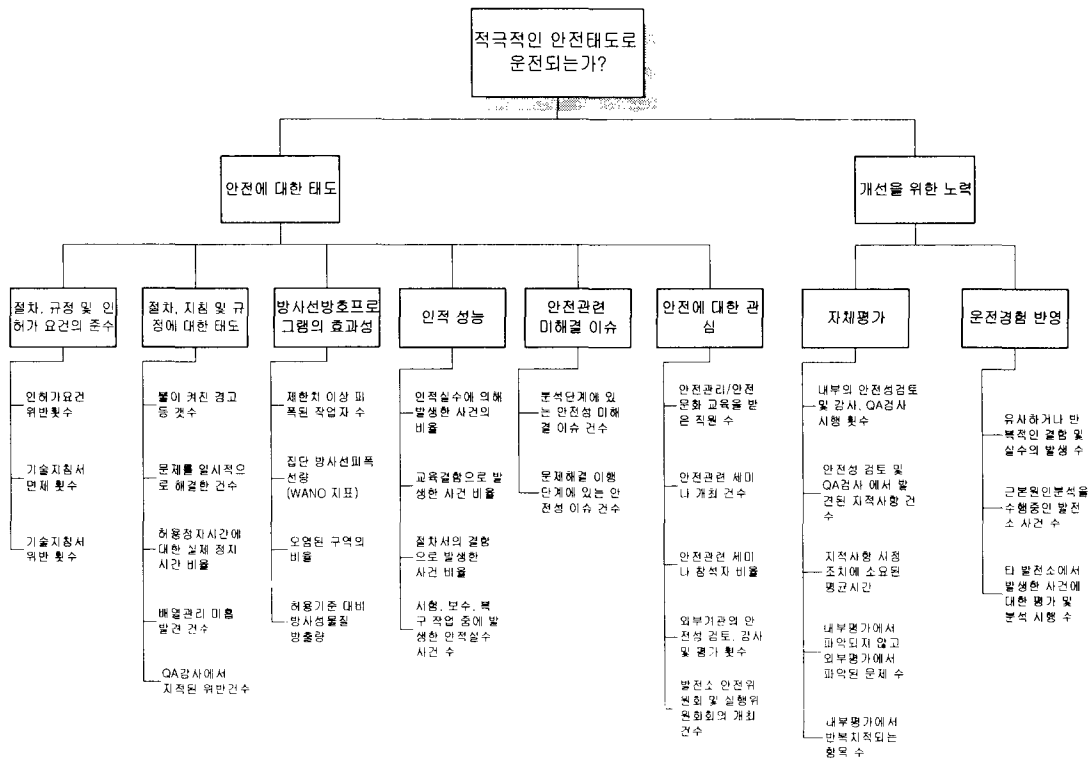 적극적인 안전태도로
운전되는가?
안전에 대한 태도
개선을 위한 노력
절차, 규정 및 인
허가 요건의 준수
절차, 지침 및 규
정에 대한 태도
방사선방호프로
그램의 효과성
인적 성능
안전관련
미해결 이슈
안전에 대한 관
심
자체평가
운전경험 반영
인허가요건
위반횟수
기술지침서
면제 횟수
기술지침서
위반 횟수
불이 켜진 경고
등 갯수
문제를 일시적으
로 해결한 건수
허용정지시간에
대한 실제 정지
시간 비율
배열관리 미흡
발견 건수
QA감사에서
지적된 위반건수
제한치 이상 피
폭된 작업자 수
집단 방사선피폭
선량
(WANO 지표)
오염된 구역의
비율
허용기준 대비
방사성물질
방출량
인적실수에 의해
발생한 사건의
비율
교육결함으로 발
생한 사건 비율
절차서의 결함
으로 발생한
사건 비율
시험, 보수, 복
구 작업 중에 발
생한 인적실수
사건 수
분석단계에 있
는 안전성 미해
결 이슈 건수
문제해결 이행
단계에 있는 안
전성 이슈 건수
안전관리/안전
문화 교육을 받
은 직원 수
안전관련 세미
나 개최 건수
안전관련 세미
나 참석자 비율
외부기관의 안
전성 검토, 감사
및 평가 횟수
발전소 안전위
원회 및 실행위
원회회의 개최
건수
내부의 안전성검토
및 감사, QA검사
시행 횟수
안전성 검토 및
QA검사 에서 발
견된 지적사항 건
수
지적사항 시정
조치에 소요된
평균시간
내부평가에서
파악되지 않고
외부평가에서
파악된 문제 수
내부평가에서
반복지적되는
항목 수
유사하거나 반
복적인 결함 및
실수의 발생 수
근본원인분석을
수행중인 발전
소 사건 수
타 발전소에서
발생한 사건에
대한 평가 및
분석 시행 수